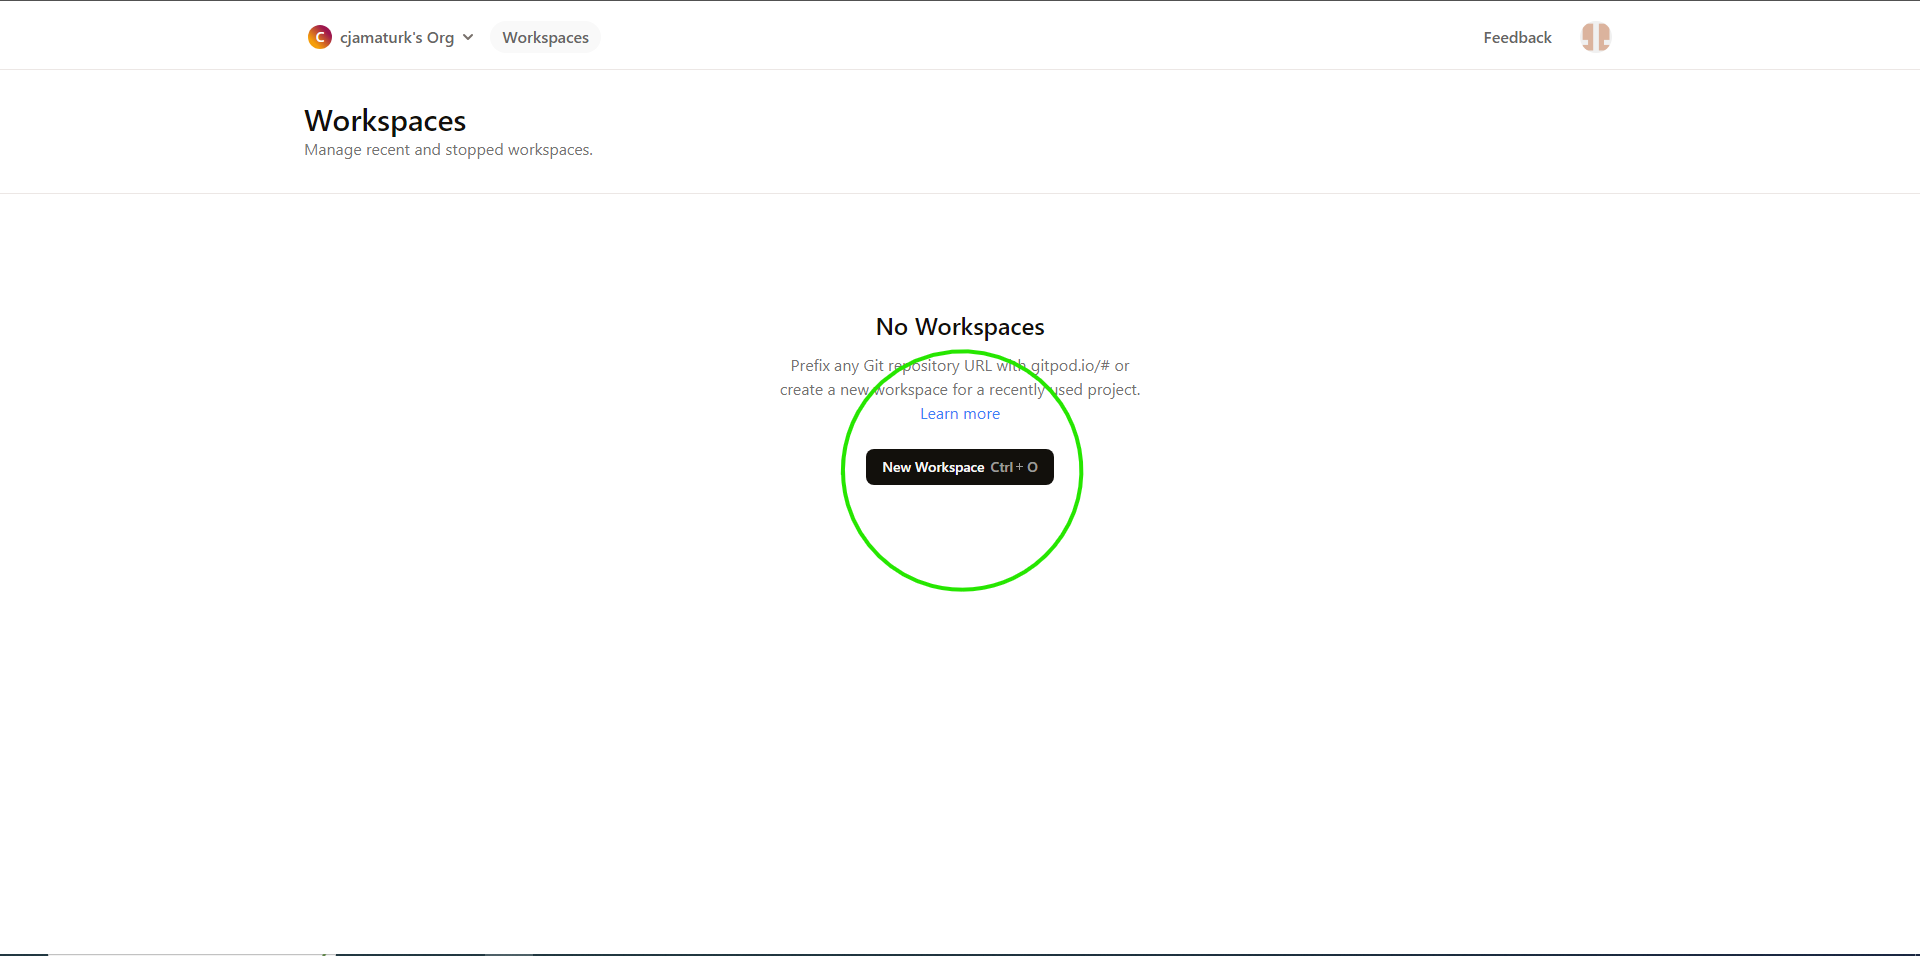 C cjamaturk's Org Workspaces Feedback
Workspaces
Manage recent and stopped workspaces.
No Workspaces
Prefix any Git repository URL with gitpod.io/# or
create a new workspace for a recently used project.
Learn more
New Workspace Ctrl + O